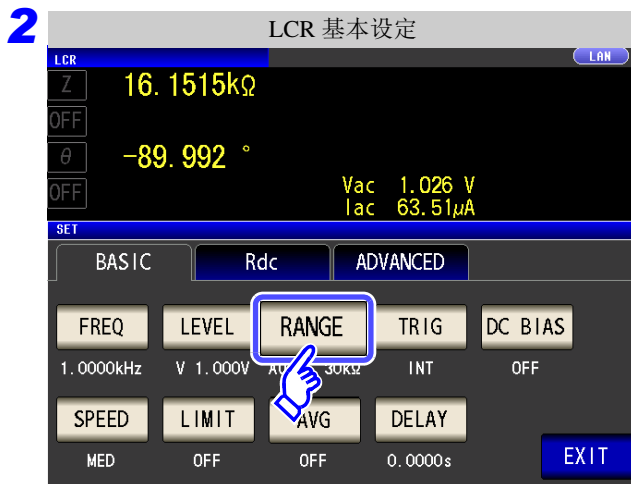 2
LCR 基本设定
LCR LAN
Z 16.1515kΩ
OFF
θ -89.992 °
OFF
Vac 1.026 V
Iac 63.51μA
SET
BASIC Rdc ADVANCED
FREQ LEVEL RANGE TRIG DC BIAS
1.0000kHz V 1.000V 30kΩ INT OFF
SPEED LIMIT AVG DELAY
MED OFF OFF 0.0000s
EXIT